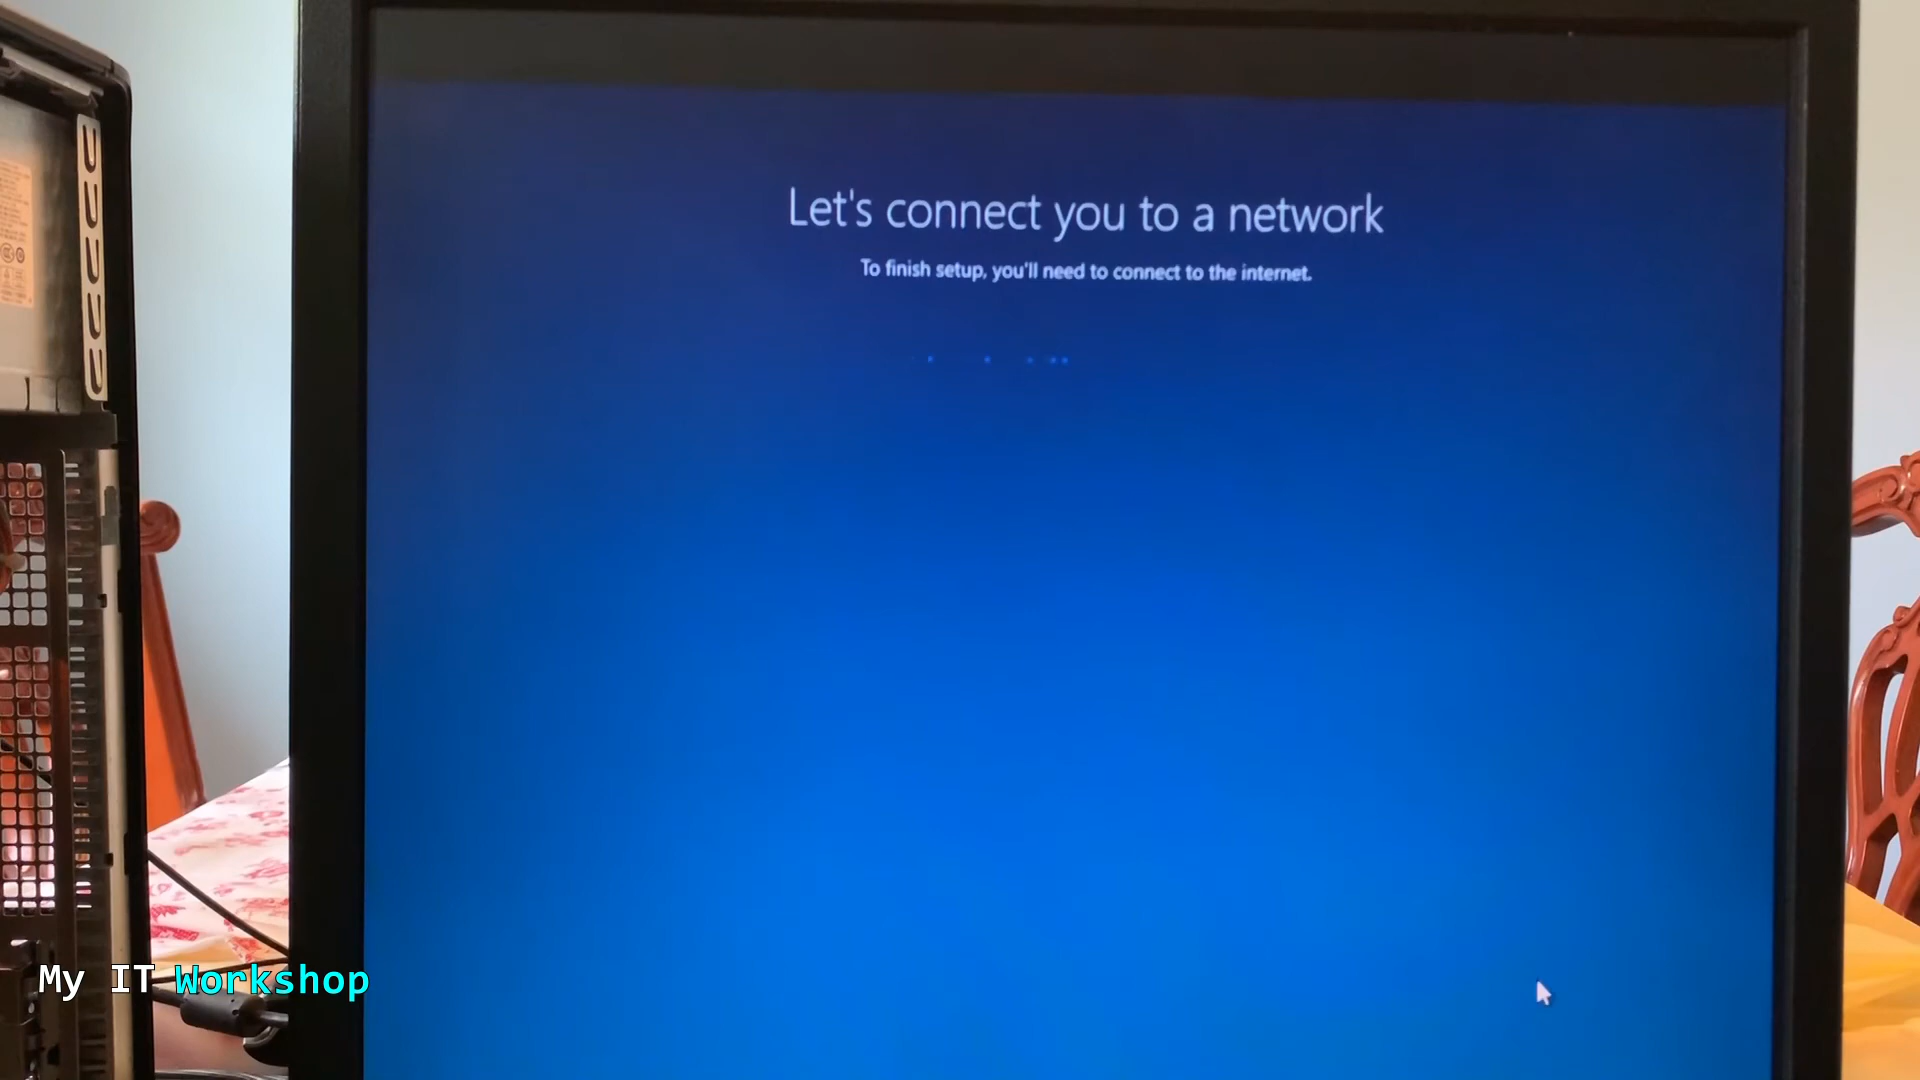 Let's connect you to a network
To finish setup, you'll need to connect to the internet.
My IT Workshop